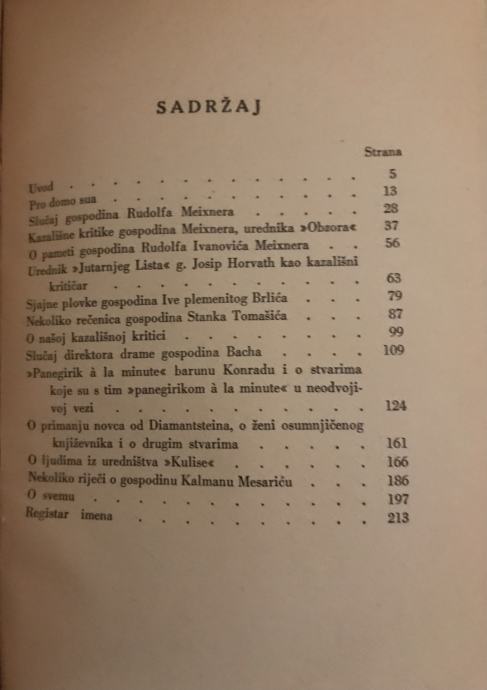 SADRŽAJ
Strana
Uvod . . . . . . . . . . . . . 5
Pro domo sua . . . . . . . . . . . 13
Slučaj gospodina Rudolfa Meixnera . . . . . 28
Kazališne kritike gospodina Meixnera, urednika »Obzora« 37
O pameti gospodina Rudolfa Ivanovića Meixnera . . 56
Urednik »Jutarnjeg Lista« g. Josip Horvath kao kazališni
kritičar . . . . . . . . . . . 63
Sjajne plovke gospodina Ive plemenitog Brlića . . . 79
Nekoliko rečenica gospodina Stanka Tomašića . . . 87
O našoj kazališnoj kritici . . . . . . . . 99
Slučaj direktora drame gospodina Bacha . . . . 109
»Panegirik à la minute« barunu Konradu i o stvarima
koje su s tim »panegirikom à la minute« u neodvoji-
voj vezi . . . . . . . . . . . 124
O primanju novca od Diamantsteina, o ženi osumnjičenog
književnika i o drugim stvarima . . . . . 161
O ljudima iz uredništva »Kulise« . . . . . . 166
Nekoliko riječi o gospodinu Kalmanu Mesariću . . . 186
O svemu . . . . . . . . . . . . 197
Registar imena . . . . . . . . . . 213